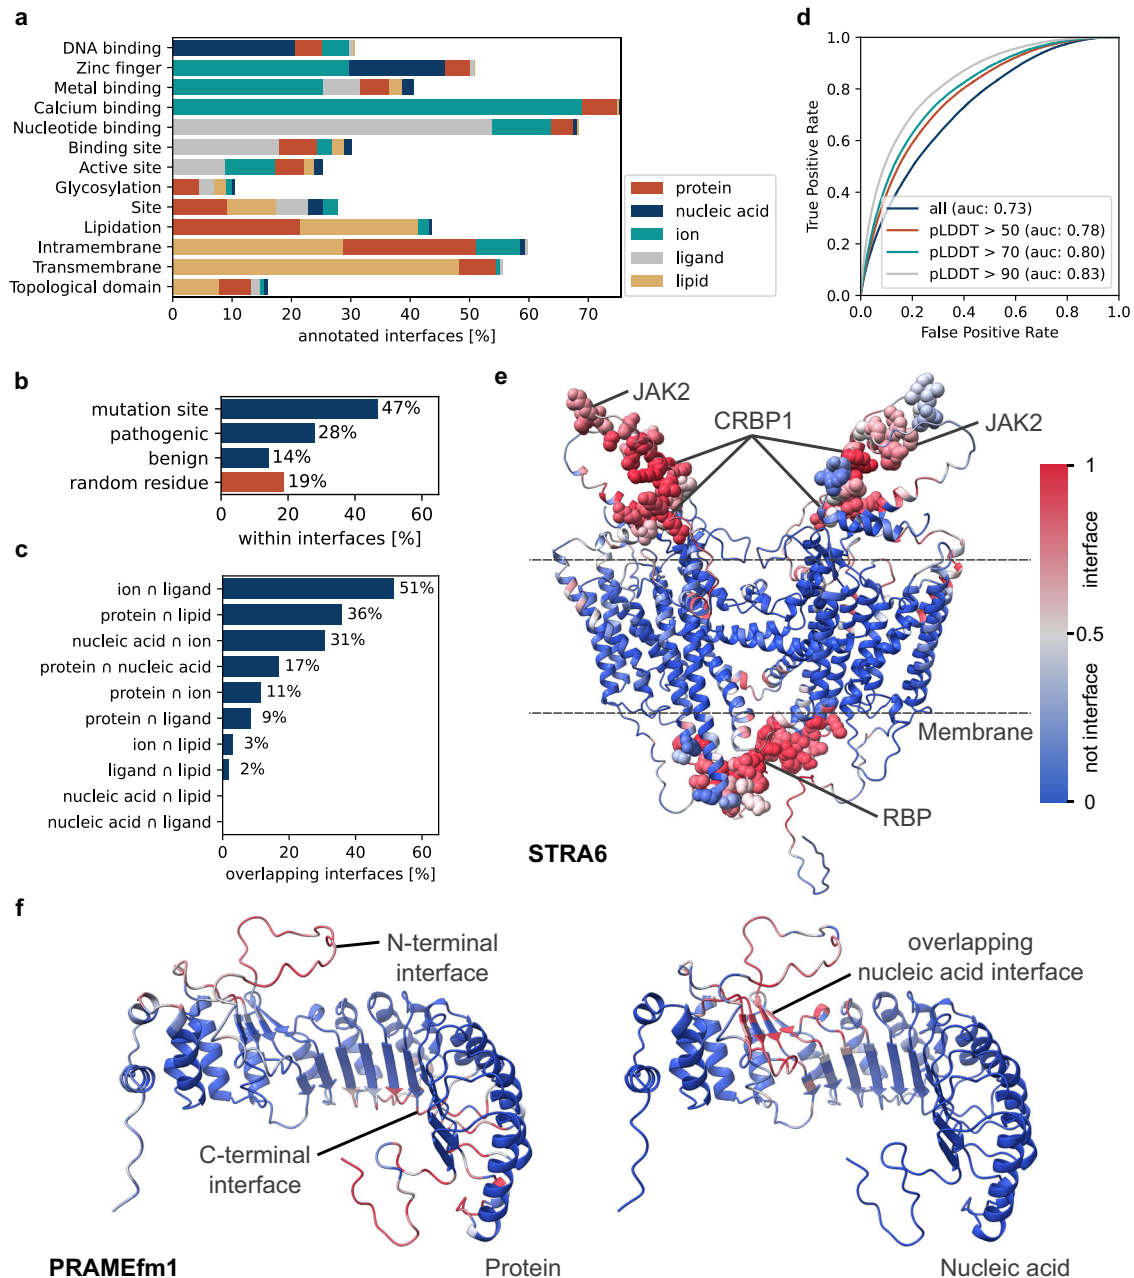 a
DNA binding
Zinc finger
Metal binding
Calcium binding
Nucleotide binding
Binding site
Active site
Glycosylation
Site
Lipidation
Intramembrane
Transmembrane
Topological domain
0 10 20 30 40 50 60 70
annotated interfaces [%]
protein
nucleic acid
ion
ligand
lipid
d
True Positive Rate
1.0
0.8
0.6
0.4
0.2
0.0
all (auc: 0.73)
pLDDT > 50 (auc: 0.78)
pLDDT > 70 (auc: 0.80)
pLDDT > 90 (auc: 0.83)
0.0 0.2 0.4 0.6 0.8 1.0
False Positive Rate
b
mutation site 47%
pathogenic 28%
benign 14%
random residue 19%
0 20 40 60
within interfaces [%]
c
ion ∩ ligand 51%
protein ∩ lipid 36%
nucleic acid ∩ ion 31%
protein ∩ nucleic acid 17%
protein ∩ ion 11%
protein ∩ ligand 9%
ion ∩ lipid 3%
ligand ∩ lipid 2%
nucleic acid ∩ lipid
nucleic acid ∩ ligand
0 20 40 60
overlapping interfaces [%]
e
JAK2
CRBP1
JAK2
Membrane
RBP
STRA6
1
0.5
0
interface
not interface
f
N-terminal
interface
C-terminal
interface
PRAMEfm1
Protein
overlapping
nucleic acid interface
Nucleic acid